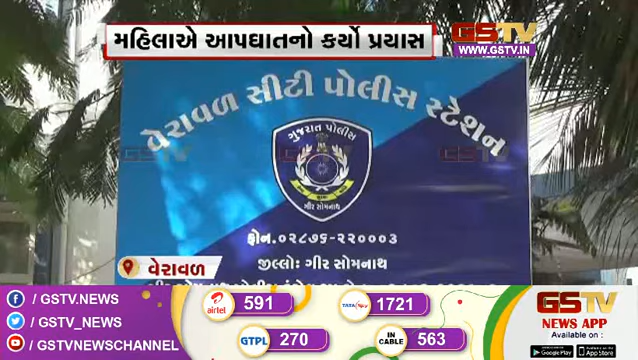 મહિલાએ આપઘાતનો કર્યો પ્રયાસ
GSTV
WWW.GSTV.IN
વેરાવળ સીટી પોલીસ સ્ટેશન
ગુજરાત પોલીસ
ગીર સોમનાથ
ફોન.૦૨૮૭૬-૨૨૦૦૦૩
જીલ્લો: ગીર સોમનાથ
વેરાવળ
/ GSTV.NEWS
/ GSTV_NEWS
/ GSTVNEWSCHANNEL
airtel 591
TATA Sky 1721
GTPL 270
IN CABLE 563
GSTV
NEWS APP
Available on :
Google Play
App Store